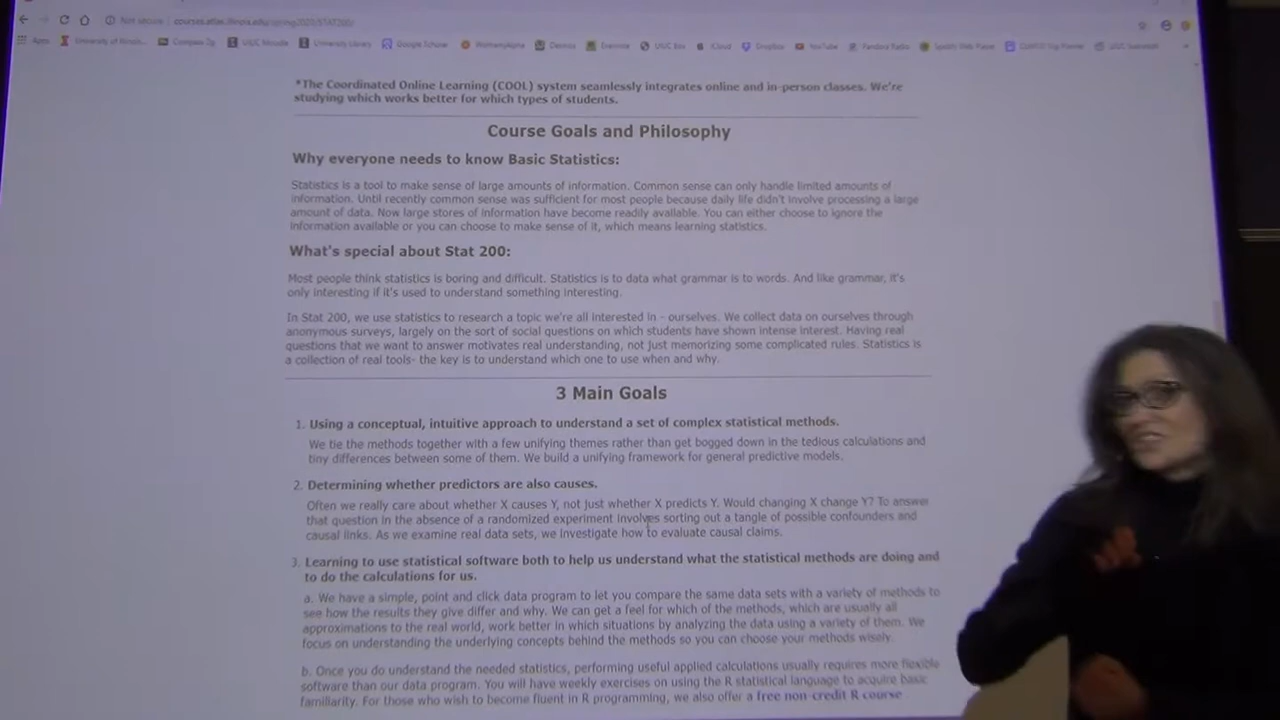 Not secure
Apps
University of Illinois
Compass 2g
UIUC Moodle
University Library
Google Scholar
UIUC Box
iCloud
Dropbox
YouTube
Pandora Radio
Spotify Web Player
*The Coordinated Online Learning (COOL) system seamlessly integrates online and in-person classes. We're
studying which works better for which types of students.
Course Goals and Philosophy
Why everyone needs to know Basic Statistics:
Statistics is a tool to make sense of large amounts of information. Common sense can only handle limited amounts of
information. Until recently common sense was sufficient for most people because daily life didn't involve processing a large
amount of data. Now large stores of information have become readily available. You can either choose to ignore the
information available or you can choose to make sense of it, which means learning statistics.
What's special about Stat 200:
Most people think statistics is boring and difficult. Statistics is to data what grammar is to words. And like grammar, it's
only interesting if it's used to understand something interesting.
In Stat 200, we use statistics to research a topic we're all interested in - ourselves. We collect data on ourselves through
anonymous surveys, largely on the sort of social questions on which students have shown intense interest. Having real
questions that we want to answer motivates real understanding, not just memorizing some complicated rules. Statistics is
a collection of real tools- the key is to understand which one to use when and why.
3 Main Goals
1. Using a conceptual, intuitive approach to understand a set of complex statistical methods.
We tie the methods together with a few unifying themes rather than get bogged down in the tedious calculations and
tiny differences between some of them. We build a unifying framework for general predictive models.
2. Determining whether predictors are also causes.
Often we really care about whether X causes Y, not just whether X predicts Y. Would changing X change Y? To answer
that question in the absence of a randomized experiment involves sorting out a tangle of possible confounders and
causal links. As we examine real data sets, we investigate how to evaluate causal claims.
3. Learning to use statistical software both to help us understand what the statistical methods are doing and
to do the calculations for us.
a. We have a simple, point and click data program to let you compare the same data sets with a variety of methods to
see how the results they give differ and why. We can get a feel for which of the methods, which are usually all
approximations to the real world, work better in which situations by analyzing the data using a variety of them. We
focus on understanding the underlying concepts behind the methods so you can choose your methods wisely.
b. Once you do understand the needed statistics, performing useful applied calculations usually requires more flexible
software than our data program. You will have weekly exercises on using the R statistical language to acquire basic
familiarity. For those who wish to become fluent in R programming, we also offer a free non-credit R course